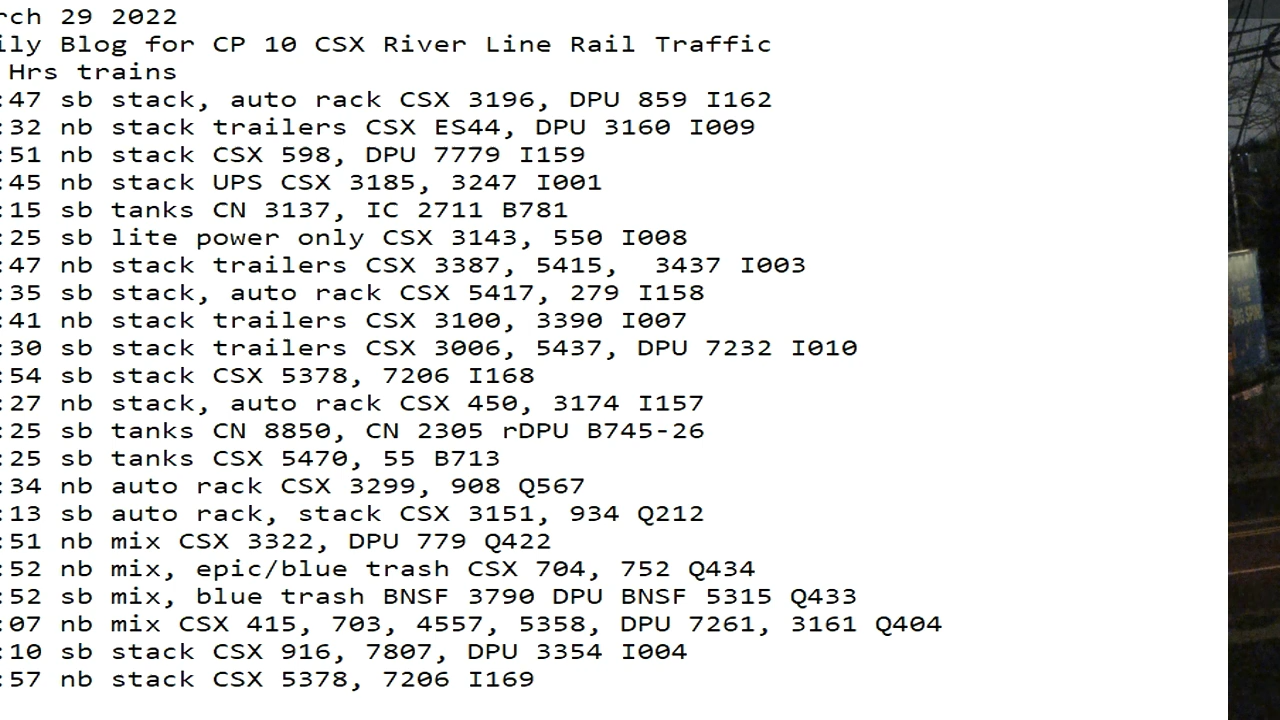 rch 29 2022
ily Blog for CP 10 CSX River Line Rail Traffic
Hrs trains
:47 sb stack, auto rack CSX 3196, DPU 859 I162
:32 nb stack trailers CSX ES44, DPU 3160 I009
:51 nb stack CSX 598, DPU 7779 I159
:45 nb stack UPS CSX 3185, 3247 I001
:15 sb tanks CN 3137, IC 2711 B781
:25 sb lite power only CSX 3143, 550 I008
:47 nb stack trailers CSX 3387, 5415,  3437 I003
:35 sb stack, auto rack CSX 5417, 279 I158
:41 nb stack trailers CSX 3100, 3390 I007
:30 sb stack trailers CSX 3006, 5437, DPU 7232 I010
:54 sb stack CSX 5378, 7206 I168
:27 nb stack, auto rack CSX 450, 3174 I157
:25 sb tanks CN 8850, CN 2305 rDPU B745-26
:25 sb tanks CSX 5470, 55 B713
:34 nb auto rack CSX 3299, 908 Q567
:13 sb auto rack, stack CSX 3151, 934 Q212
:51 nb mix CSX 3322, DPU 779 Q422
:52 nb mix, epic/blue trash CSX 704, 752 Q434
:52 sb mix, blue trash BNSF 3790 DPU BNSF 5315 Q433
:07 nb mix CSX 415, 703, 4557, 5358, DPU 7261, 3161 Q404
:10 sb stack CSX 916, 7807, DPU 3354 I004
:57 nb stack CSX 5378, 7206 I169